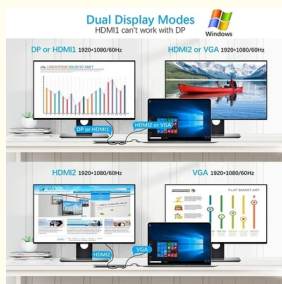 Dual Display Modes
HDMI1 can't work with DP
Windows
DP or HDMI1 1920×1080/60Hz
HDMI2 or VGA 1920×1080/60Hz
DP or HDMI1
HDMI2 or VGA
HDMI2 1920×1080/60Hz
VGA 1920×1080/60Hz
HDMI2
VGA